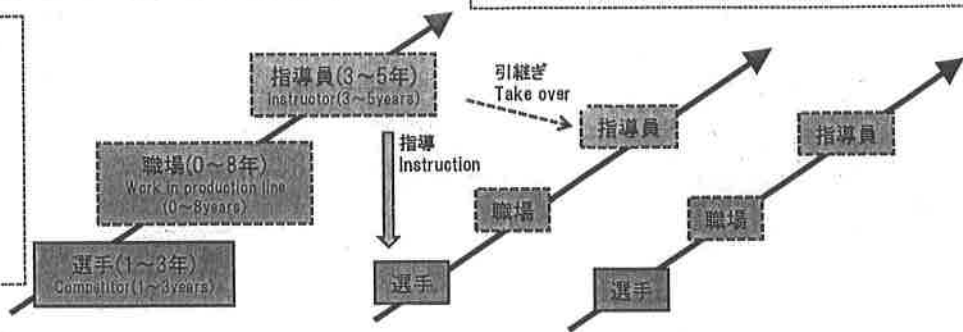 指導員(3～5年)
Instructor(3～5years)
職場(0～8年)
Work in production line
(0～8years)
選手(1～3年)
Competitor(1～3years)
引継ぎ
Take over
指導
Instruction
指導員
職場
選手
指導員
職場
選手